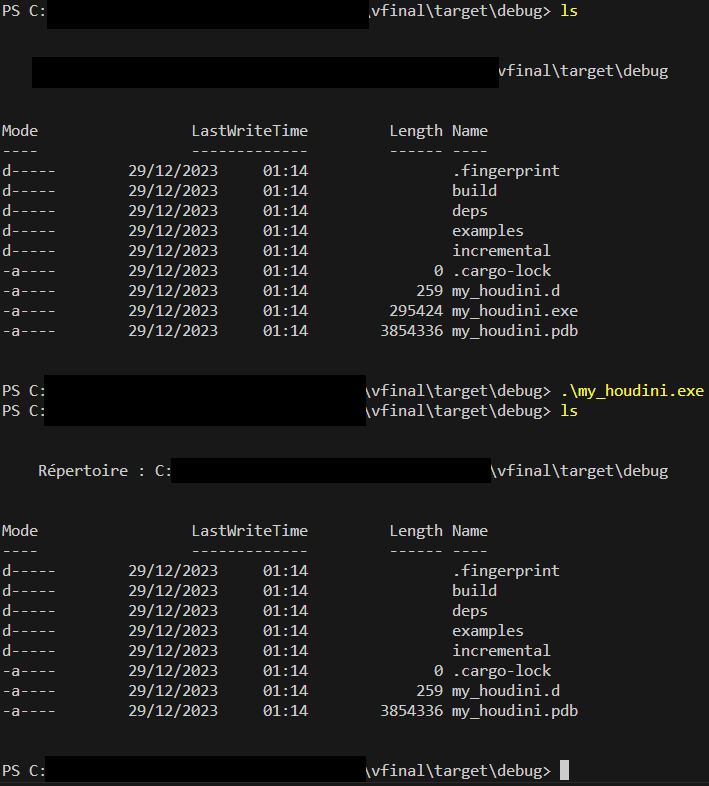 PS C: \vfinal\target\debug> ls
vfinal\target\debug
Mode LastWriteTime Length Name
---- ------------- ------ ----
d----- 29/12/2023 01:14 .fingerprint
d----- 29/12/2023 01:14 build
d----- 29/12/2023 01:14 deps
d----- 29/12/2023 01:14 examples
d----- 29/12/2023 01:14 incremental
-a---- 29/12/2023 01:14 0 .cargo-lock
-a---- 29/12/2023 01:14 259 my_houdini.d
-a---- 29/12/2023 01:14 295424 my_houdini.exe
-a---- 29/12/2023 01:14 3854336 my_houdini.pdb
PS C: \vfinal\target\debug> .\my_houdini.exe
PS C: \vfinal\target\debug> ls
Répertoire : C: \vfinal\target\debug
Mode LastWriteTime Length Name
---- ------------- ------ ----
d----- 29/12/2023 01:14 .fingerprint
d----- 29/12/2023 01:14 build
d----- 29/12/2023 01:14 deps
d----- 29/12/2023 01:14 examples
d----- 29/12/2023 01:14 incremental
-a---- 29/12/2023 01:14 0 .cargo-lock
-a---- 29/12/2023 01:14 259 my_houdini.d
-a---- 29/12/2023 01:14 3854336 my_houdini.pdb
PS C: \vfinal\target\debug>